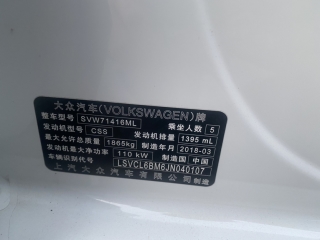 大众汽车(VOLKSWAGEN)牌
整车型号 SVW71416ML 乘坐人数 5
发动机型号 CSS 发动机排量 1395 mL
最大允许总质量 1865kg 制造年月 2018-03
发动机最大净功率 110 kW 制造国 中国
车辆识别代号 LSVCL6BM6JN040107
上汽大众汽车有限公司制造